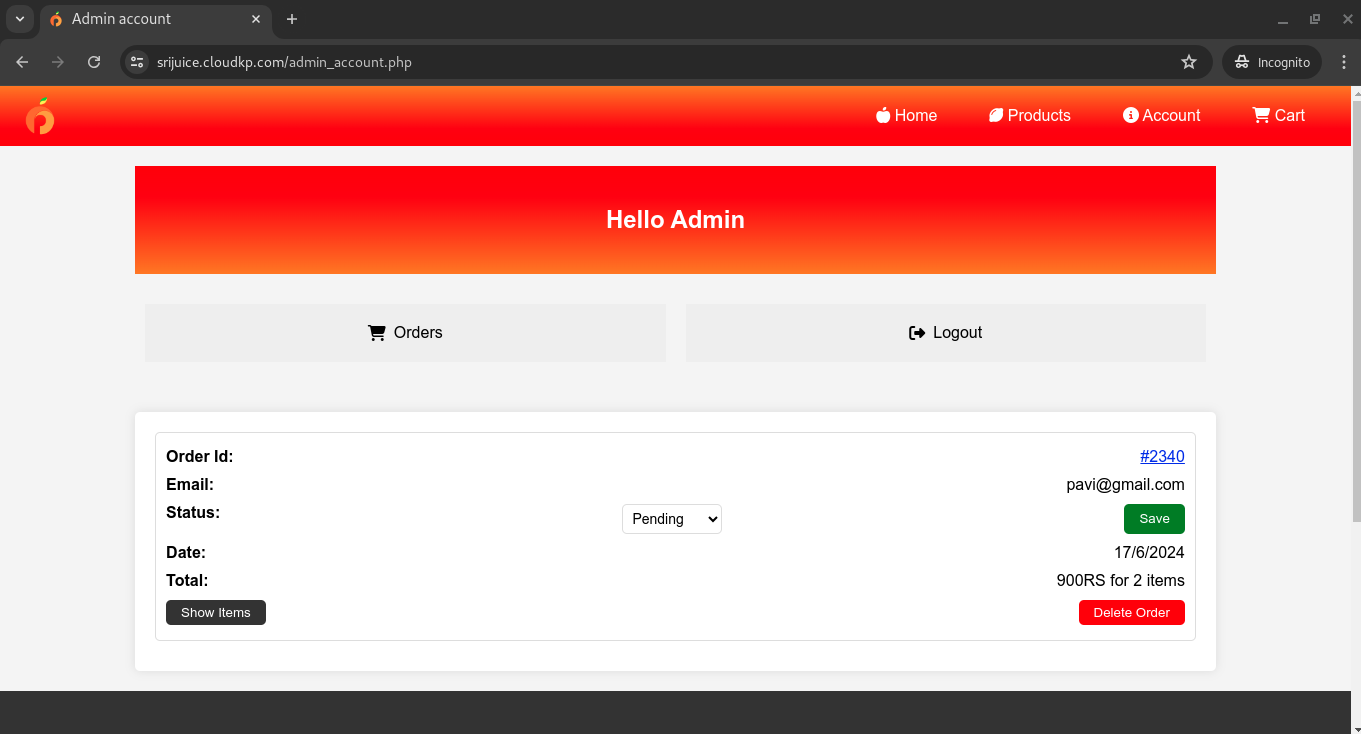 Admin account
srijuice.cloudkp.com/admin_account.php
Incognito
Home Products Account Cart
Hello Admin
Orders Logout
Order Id: #2340
Email: pavi@gmail.com
Status: Pending Save
Date: 17/6/2024
Total: 900RS for 2 items
Show Items Delete Order